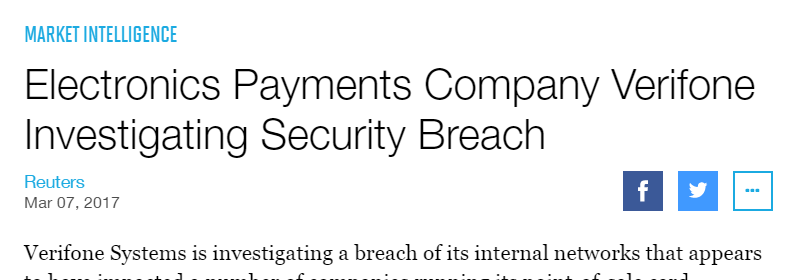 MARKET INTELLIGENCE
Electronics Payments Company Verifone
Investigating Security Breach
Reuters
Mar 07, 2017
Verifone Systems is investigating a breach of its internal networks that appears
to have impacted a number of companies running its point-of-sale card